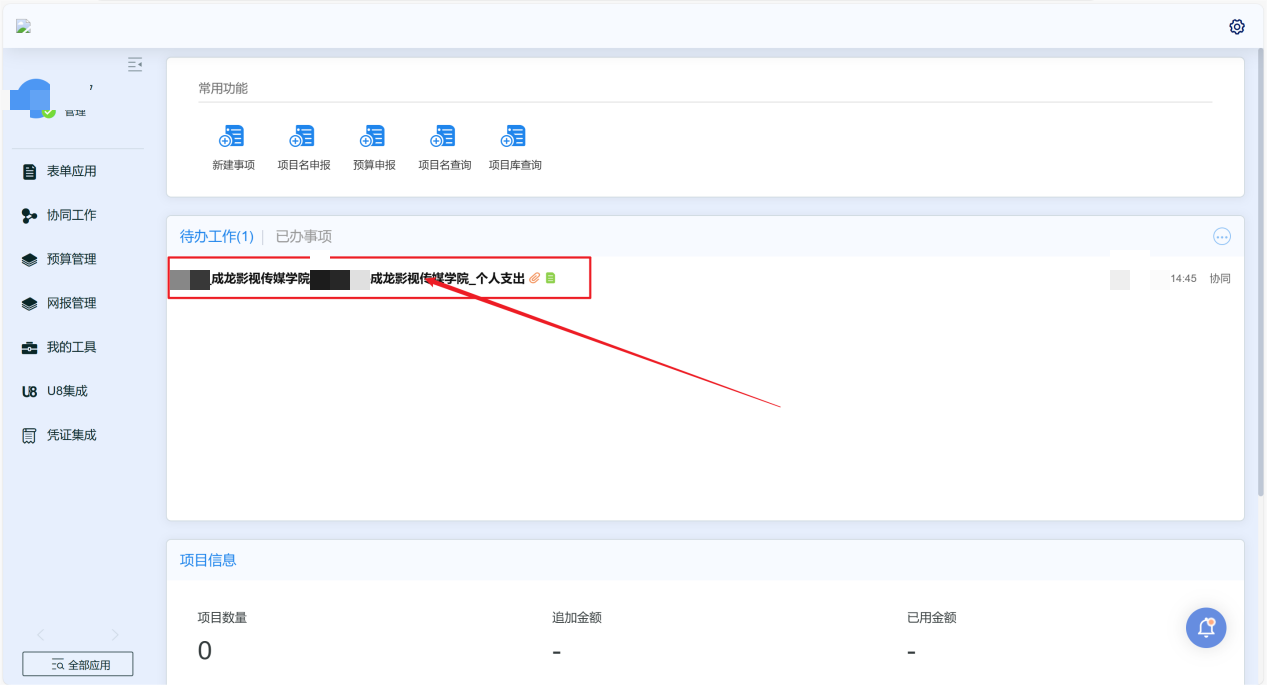 管理
表单应用
协同工作
预算管理
网报管理
我的工具
U8 U8集成
凭证集成
全部应用
常用功能
新建事项 项目名申报 预算申报 项目名查询 项目库查询
待办工作(1) | 已办事项
成龙影视传媒学院 成龙影视传媒学院_个人支出 14:45 协同
项目信息
项目数量 追加金额 已用金额
0 - -